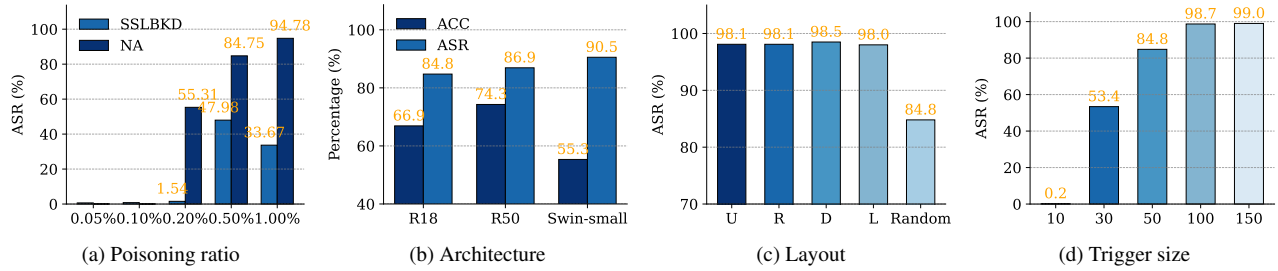 ASR (%)
100
80
60
40
20
0
SSLBKD
NA
1.54
55.31
47.98
84.75
33.67
94.78
0.05%
0.10%
0.20%
0.50%
1.00%
(a) Poisoning ratio
Percentage (%)
100
80
60
40
ACC
ASR
66.9
84.8
74.3
86.9
55.3
90.5
R18
R50
Swin-small
(b) Architecture
ASR (%)
100
90
80
70
98.1
98.1
98.5
98.0
84.8
U
R
D
L
Random
(c) Layout
ASR (%)
100
80
60
40
20
0
0.2
53.4
84.8
98.7
99.0
10
30
50
100
150
(d) Trigger size